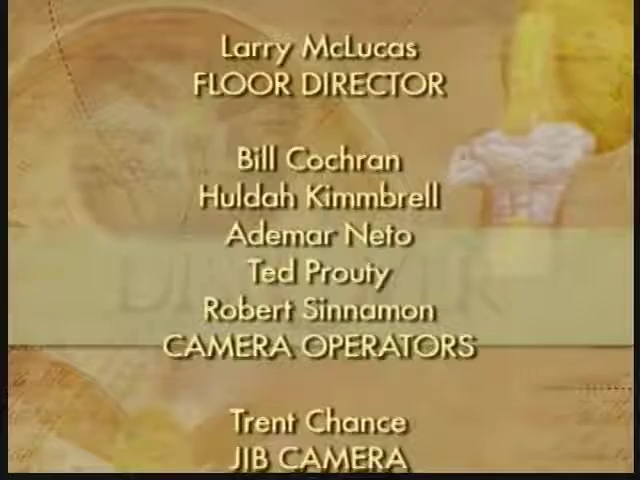 Larry McLucas
FLOOR DIRECTOR
Bill Cochran
Huldah Kimmbrell
Ademar Neto
Ted Prouty
Robert Sinnamon
CAMERA OPERATORS
Trent Chance
JIB CAMERA